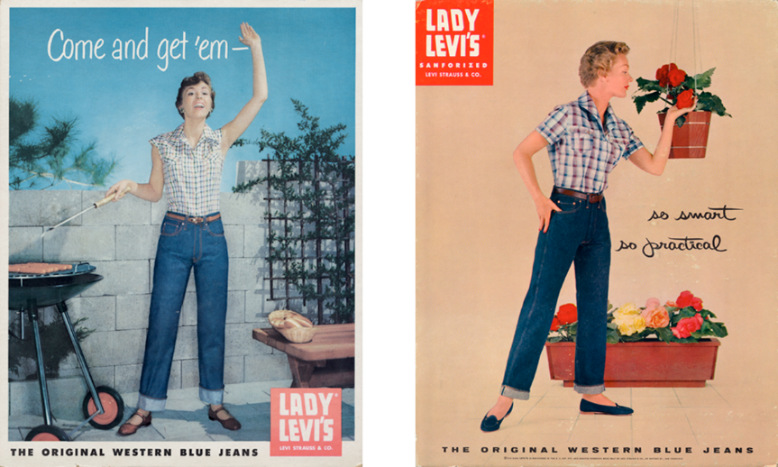 Come and get 'em—
LADY
LEVI'S
LEVI STRAUSS & CO.
THE ORIGINAL WESTERN BLUE JEANS
LADY
LEVI'S®
SANFORIZED
LEVI STRAUSS & CO.
so smart
so practical
THE ORIGINAL WESTERN BLUE JEANS